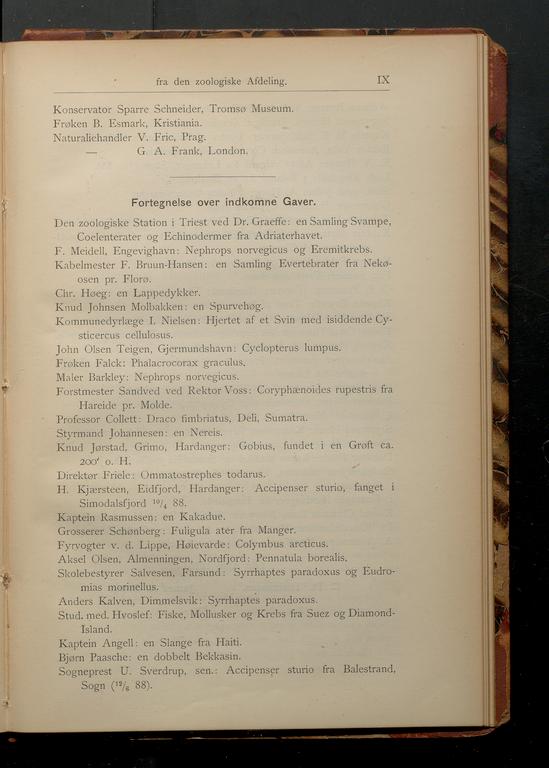 fra den zoologiske Afdeling. IX
Konservator Sparre Schneider, Tromsø Museum.
Frøken B. Esmark, Kristiania.
Naturaliehandler V. Fric, Prag.
— G. A. Frank, London.
Fortegnelse over indkomne Gaver.
Den zoologiske Station i Triest ved Dr. Graeffe: en Samling Svampe,
Coelenterater og Echinodermer fra Adriaterhavet.
F. Meidell, Engevighavn: Nephrops norvegicus og Eremitkrebs.
Kabelmester F. Bruun-Hansen: en Samling Evertebrater fra Nekø-
osen pr. Florø.
Chr. Høeg: en Lappedykker.
Knud Johnsen Molbakken: en Spurvehøg.
Kommunedyrlæge I. Nielsen: Hjertet af et Svin med isiddende Cy-
sticercus cellulosus.
John Olsen Teigen, Gjermundshavn: Cyclopterus lumpus.
Frøken Falck: Phalacrocorax graculus.
Maler Barkley: Nephrops norvegicus.
Forstmester Sandved ved Rektor Voss: Coryphænoides rupestris fra
Hareide pr. Molde.
Professor Collett: Draco fimbriatus, Deli, Sumatra.
Styrmand Johannesen: en Nereis.
Knud Jørstad, Grimo, Hardanger: Gobius, fundet i en Grøft ca.
200' o. H.
Direktør Friele: Ommatostrephes todarus.
H. Kjærsteen, Eidfjord, Hardanger: Accipenser sturio, fanget i
Simodalsfjord ¹⁰/₄ 88.
Kaptein Rasmussen: en Kakadue.
Grosserer Schønberg: Fuligula ater fra Manger.
Fyrvogter v. d. Lippe, Høievarde: Colymbus arcticus.
Aksel Olsen, Almenningen, Nordfjord: Pennatula borealis.
Skolebestyrer Salvesen, Farsund: Syrrhaptes paradoxus og Eudro-
mias morinellus.
Anders Kalven, Dimmelsvik: Syrrhaptes paradoxus.
Stud. med. Hvoslef: Fiske, Mollusker og Krebs fra Suez og Diamond-
Island.
Kaptein Angell: en Slange fra Haiti.
Bjørn Paasche: en dobbelt Bekkasin.
Sogneprest U. Sverdrup, sen.: Accipenser sturio fra Balestrand,
Sogn (¹²/₆ 88).